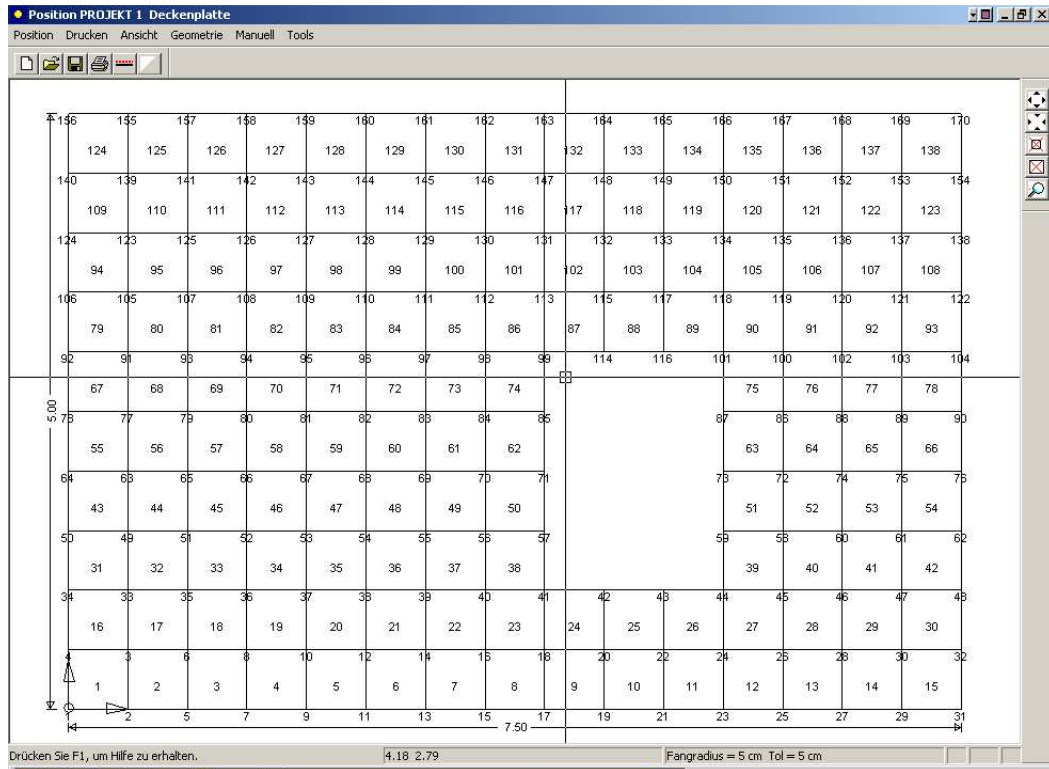 Position PROJEKT 1 Deckenplatte
Position Drucken Ansicht Geometrie Manuell Tools
156 155 157 158 159 160 161 162 163 164 165 166 167 168 169 170
124 125 126 127 128 129 130 131 132 133 134 135 136 137 138
140 139 141 142 143 144 145 146 147 148 149 150 151 152 153 154
109 110 111 112 113 114 115 116 117 118 119 120 121 122 123
124 123 125 126 127 128 129 130 131 132 133 134 135 136 137 138
94 95 96 97 98 99 100 101 102 103 104 105 106 107 108
106 105 107 108 109 110 111 112 113 115 117 118 119 120 121 122
79 80 81 82 83 84 85 86 87 88 89 90 91 92 93
92 91 93 94 95 96 97 98 99 114 116 101 100 102 103 104
67 68 69 70 71 72 73 74 75 76 77 78
5.00
78 77 79 80 81 82 83 84 85 87 86 88 89 90
55 56 57 58 59 60 61 62 63 64 65 66
64 63 65 66 67 68 69 70 71 73 72 74 75 76
43 44 45 46 47 48 49 50 51 52 53 54
50 49 51 52 53 54 55 56 57 59 58 60 61 62
31 32 33 34 35 36 37 38 39 40 41 42
34 33 35 36 37 38 39 40 41 42 43 44 45 46 47 48
16 17 18 19 20 21 22 23 24 25 26 27 28 29 30
4 3 6 8 10 12 14 16 18 20 22 24 26 28 30 32
1 2 3 4 5 6 7 8 9 10 11 12 13 14 15
1 2 5 7 9 11 13 15 17 19 21 23 25 27 29 31
7.50
Drücken Sie F1, um Hilfe zu erhalten. 4.18 2.79 Fangradius = 5 cm Tol = 5 cm